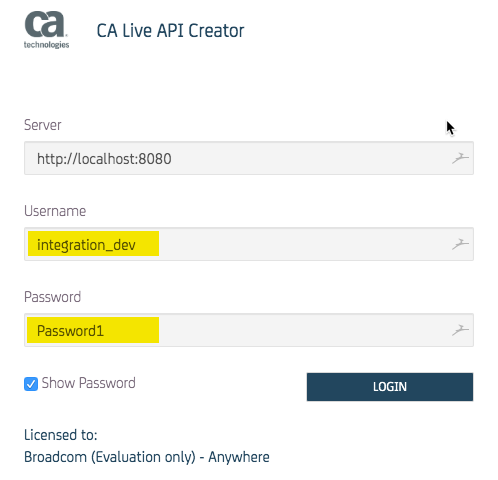 ca
technologies
CA Live API Creator
Server
http://localhost:8080
Username
integration_dev
Password
Password1
Show Password
LOGIN
Licensed to:
Broadcom (Evaluation only) - Anywhere